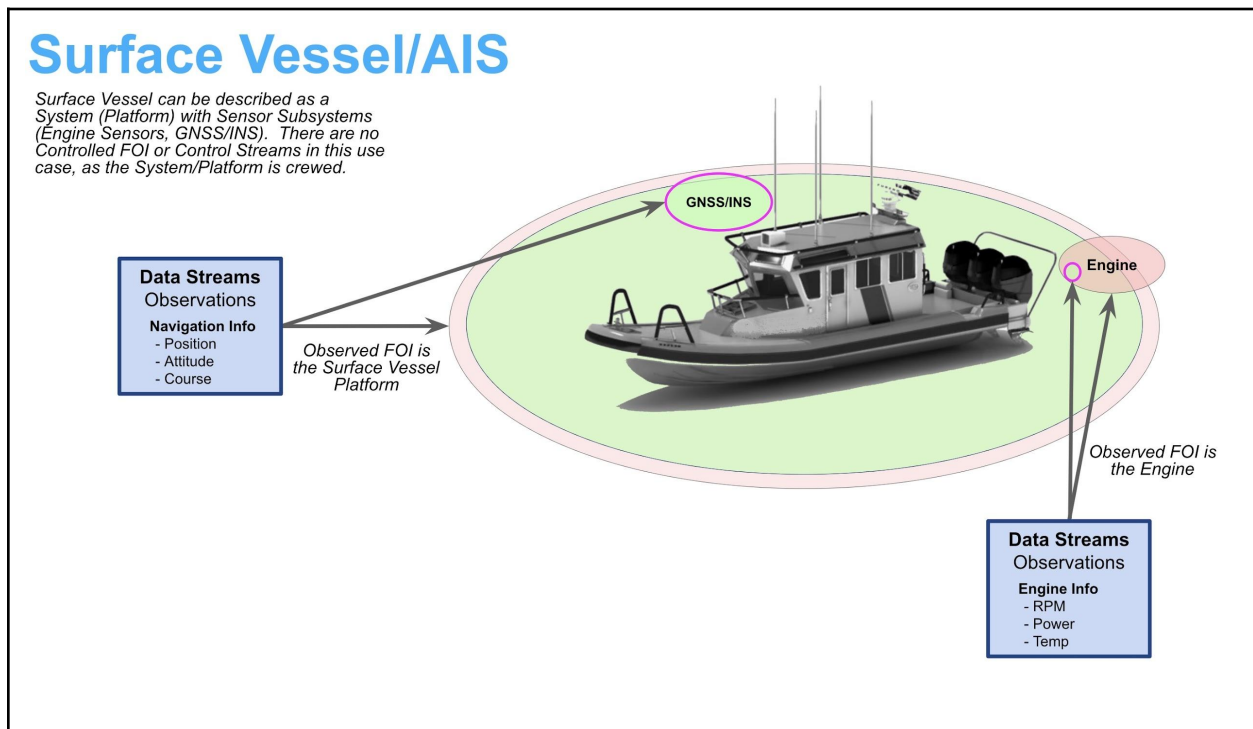 Surface Vessel/AIS
Surface Vessel can be described as a
System (Platform) with Sensor Subsystems
(Engine Sensors, GNSS/INS).  There are no
Controlled FOI or Control Streams in this use
case, as the System/Platform is crewed.
GNSS/INS
Engine
Data Streams
Observations
Navigation Info
- Position
- Attitude
- Course
Observed FOI is
the Surface Vessel
Platform
Observed FOI is
the Engine
Data Streams
Observations
Engine Info
- RPM
- Power
- Temp